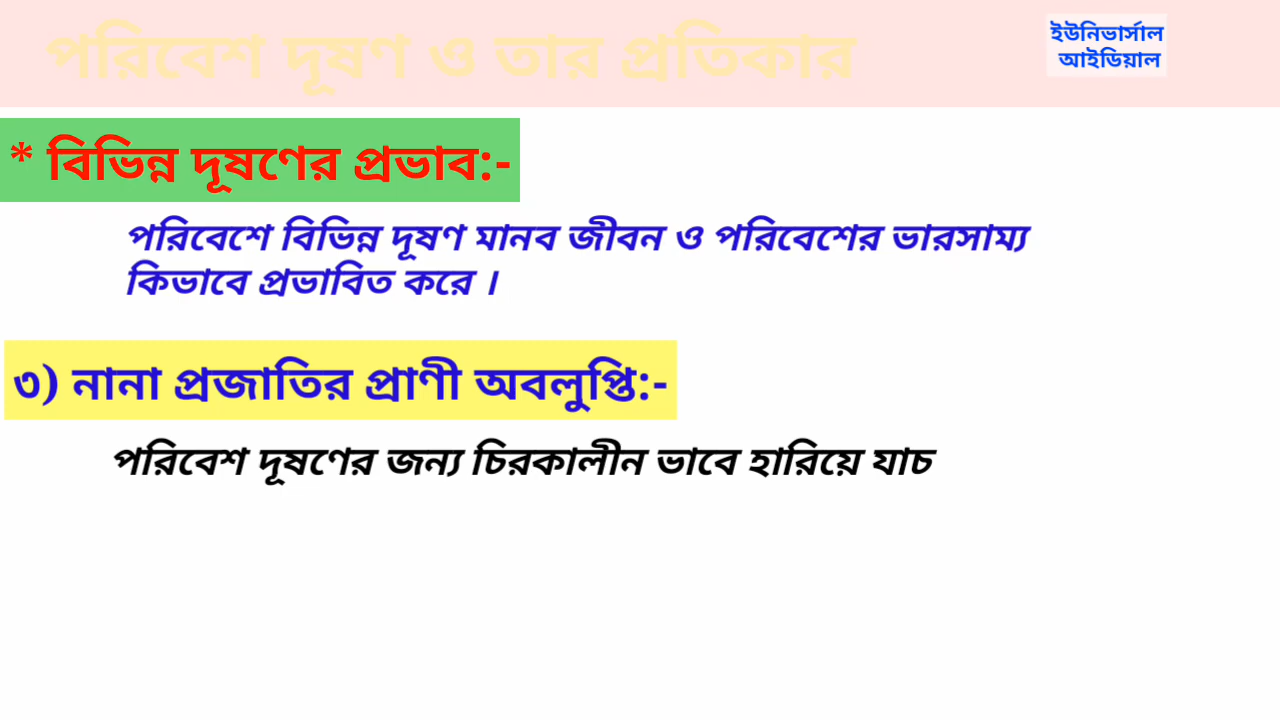 পরিবেশ দূষণ ও তার প্রতিকার
ইউনিভার্সাল
আইডিয়াল
* বিভিন্ন দূষণের প্রভাব:-
পরিবেশে বিভিন্ন দূষণ মানব জীবন ও পরিবেশের ভারসাম্য
কিভাবে প্রভাবিত করে ।
৩) নানা প্রজাতির প্রাণী অবলুপ্তি:-
পরিবেশ দূষণের জন্য চিরকালীন ভাবে হারিয়ে যাচ